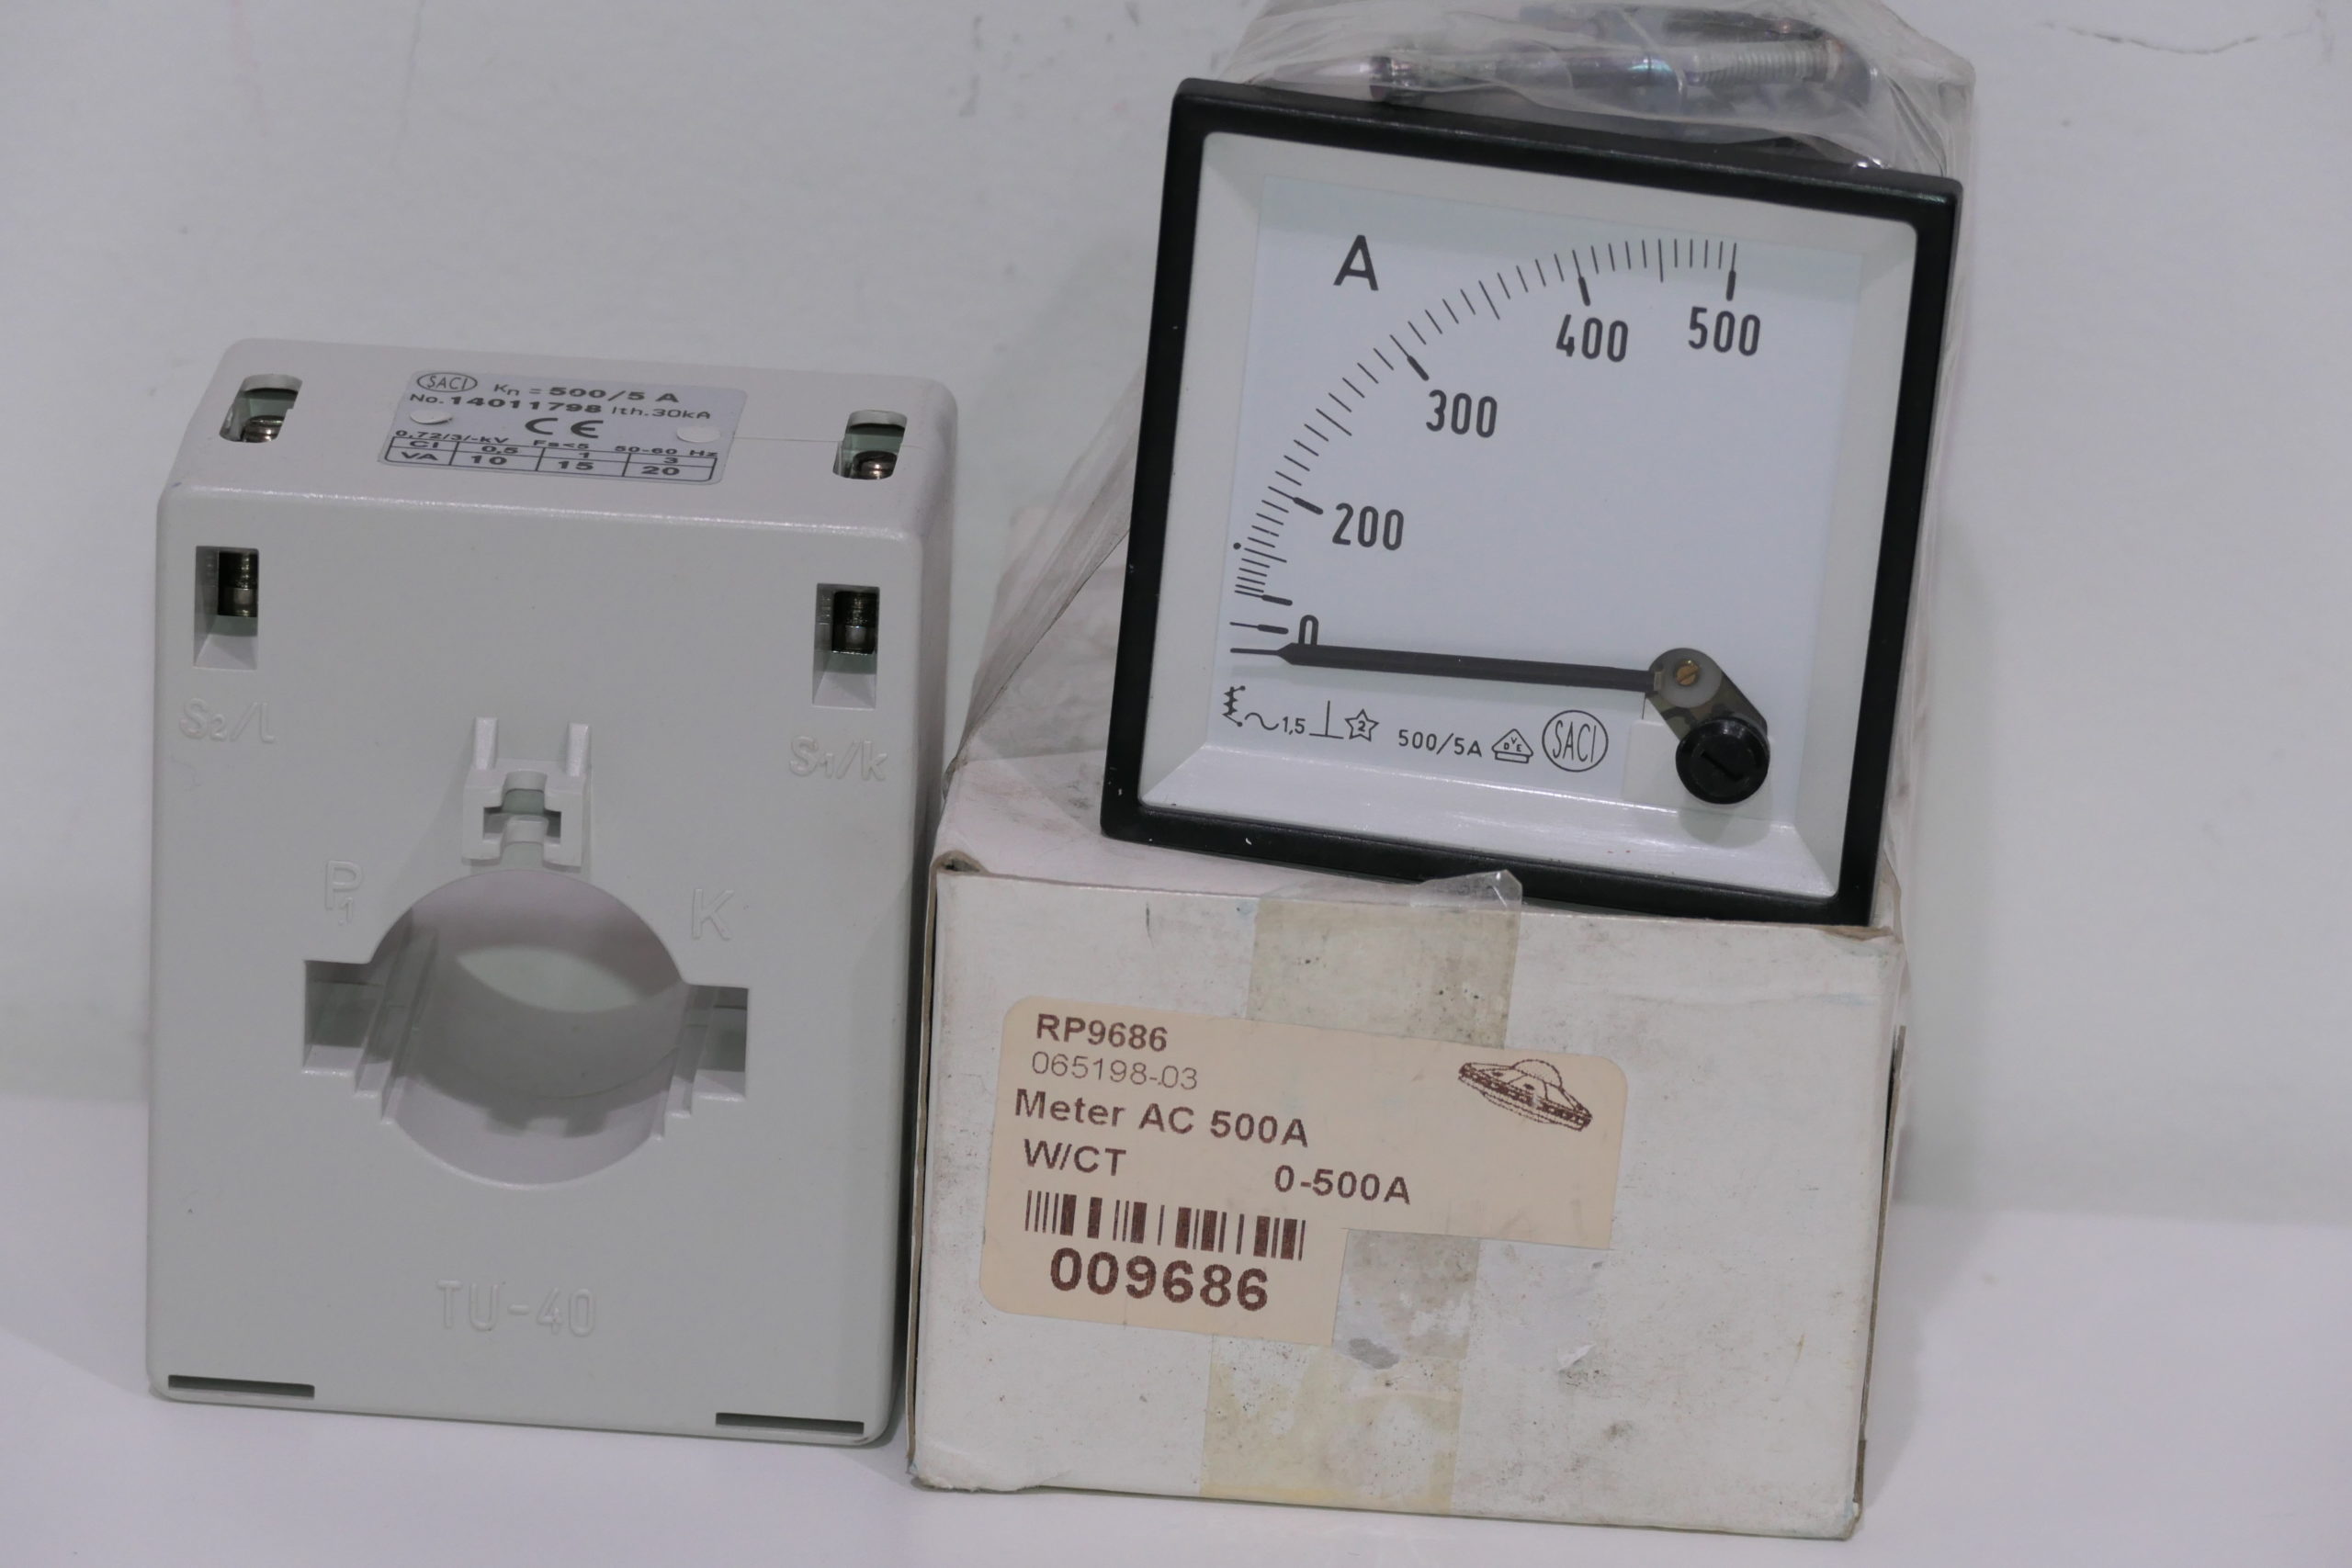 SACI Kn = 500/5 A
No. 14011798 Ith.30kA
CE
0,72/3/-kV Fs<5 50-60 Hz
Cl 0,5 1 3
VA 10 15 20
S2/l
S1/k
P1
K
TU-40
A
500
400
300
200
0
1,5 2 500/5A VDE SACI
RP9686
065198-03
Meter AC 500A
W/CT 0-500A
009686